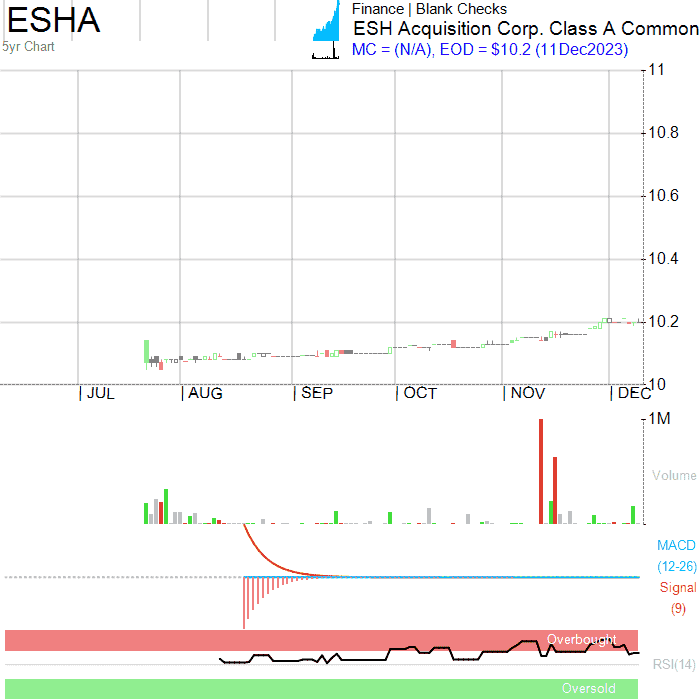 ESHA
5yr Chart
Finance | Blank Checks
ESH Acquisition Corp. Class A Common
MC = (N/A), EOD = $10.2 (11Dec2023)
11
10.8
10.6
10.4
10.2
10
| JUL | AUG | SEP | OCT | NOV | DEC
1M
Volume
MACD
(12-26)
Signal
(9)
Overbought
RSI(14)
Oversold